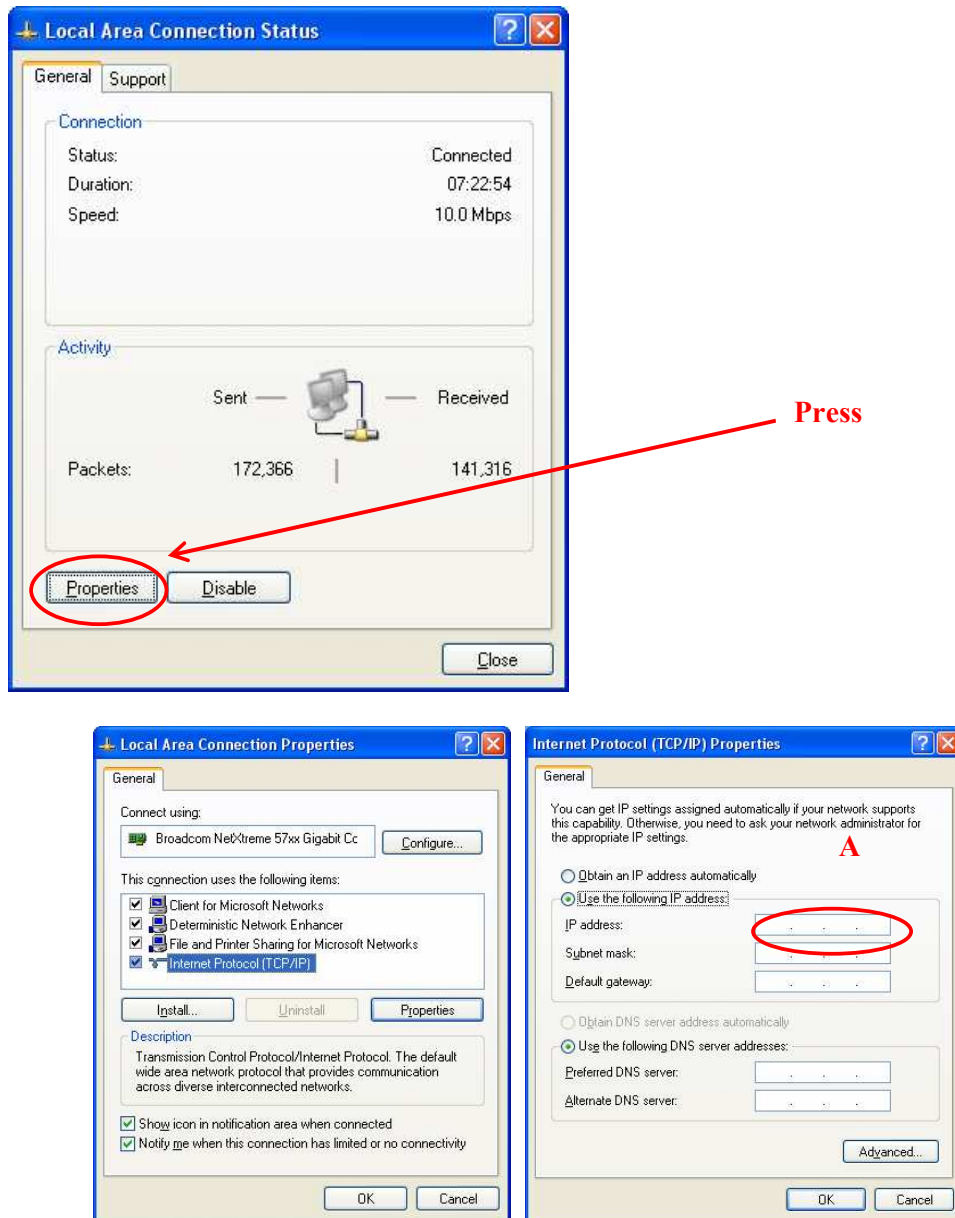 Local Area Connection Status
General Support
Connection
Status: Connected
Duration: 07:22:54
Speed: 10.0 Mbps
Activity
Sent — — Received
Packets: 172,366 | 141,316
Press
Properties Disable
Close
Local Area Connection Properties
General
Connect using:
Broadcom NetXtreme 57xx Gigabit Cc
Configure...
This connection uses the following items:
Client for Microsoft Networks
Deterministic Network Enhancer
File and Printer Sharing for Microsoft Networks
Internet Protocol (TCP/IP)
Install... Uninstall Properties
Description
Transmission Control Protocol/Internet Protocol. The default
wide area network protocol that provides communication
across diverse interconnected networks.
Show icon in notification area when connected
Notify me when this connection has limited or no connectivity
OK Cancel
Internet Protocol (TCP/IP) Properties
General
You can get IP settings assigned automatically if your network supports
this capability. Otherwise, you need to ask your network administrator for
the appropriate IP settings.
A
Obtain an IP address automatically
Use the following IP address:
IP address: . . .
Subnet mask: . . .
Default gateway: . . .
Obtain DNS server address automatically
Use the following DNS server addresses:
Preferred DNS server: . . .
Alternate DNS server: . . .
Advanced...
OK Cancel